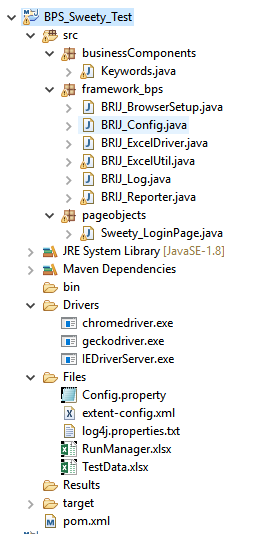 BPS_Sweety_Test
src
businessComponents
Keywords.java
framework_bps
BRIJ_BrowserSetup.java
BRIJ_Config.java
BRIJ_ExcelDriver.java
BRIJ_ExcelUtil.java
BRIJ_Log.java
BRIJ_Reporter.java
pageobjects
Sweety_LoginPage.java
JRE System Library [JavaSE-1.8]
Maven Dependencies
bin
Drivers
chromedriver.exe
geckodriver.exe
IEDriverServer.exe
Files
Config.property
extent-config.xml
log4j.properties.txt
RunManager.xlsx
TestData.xlsx
Results
target
pom.xml